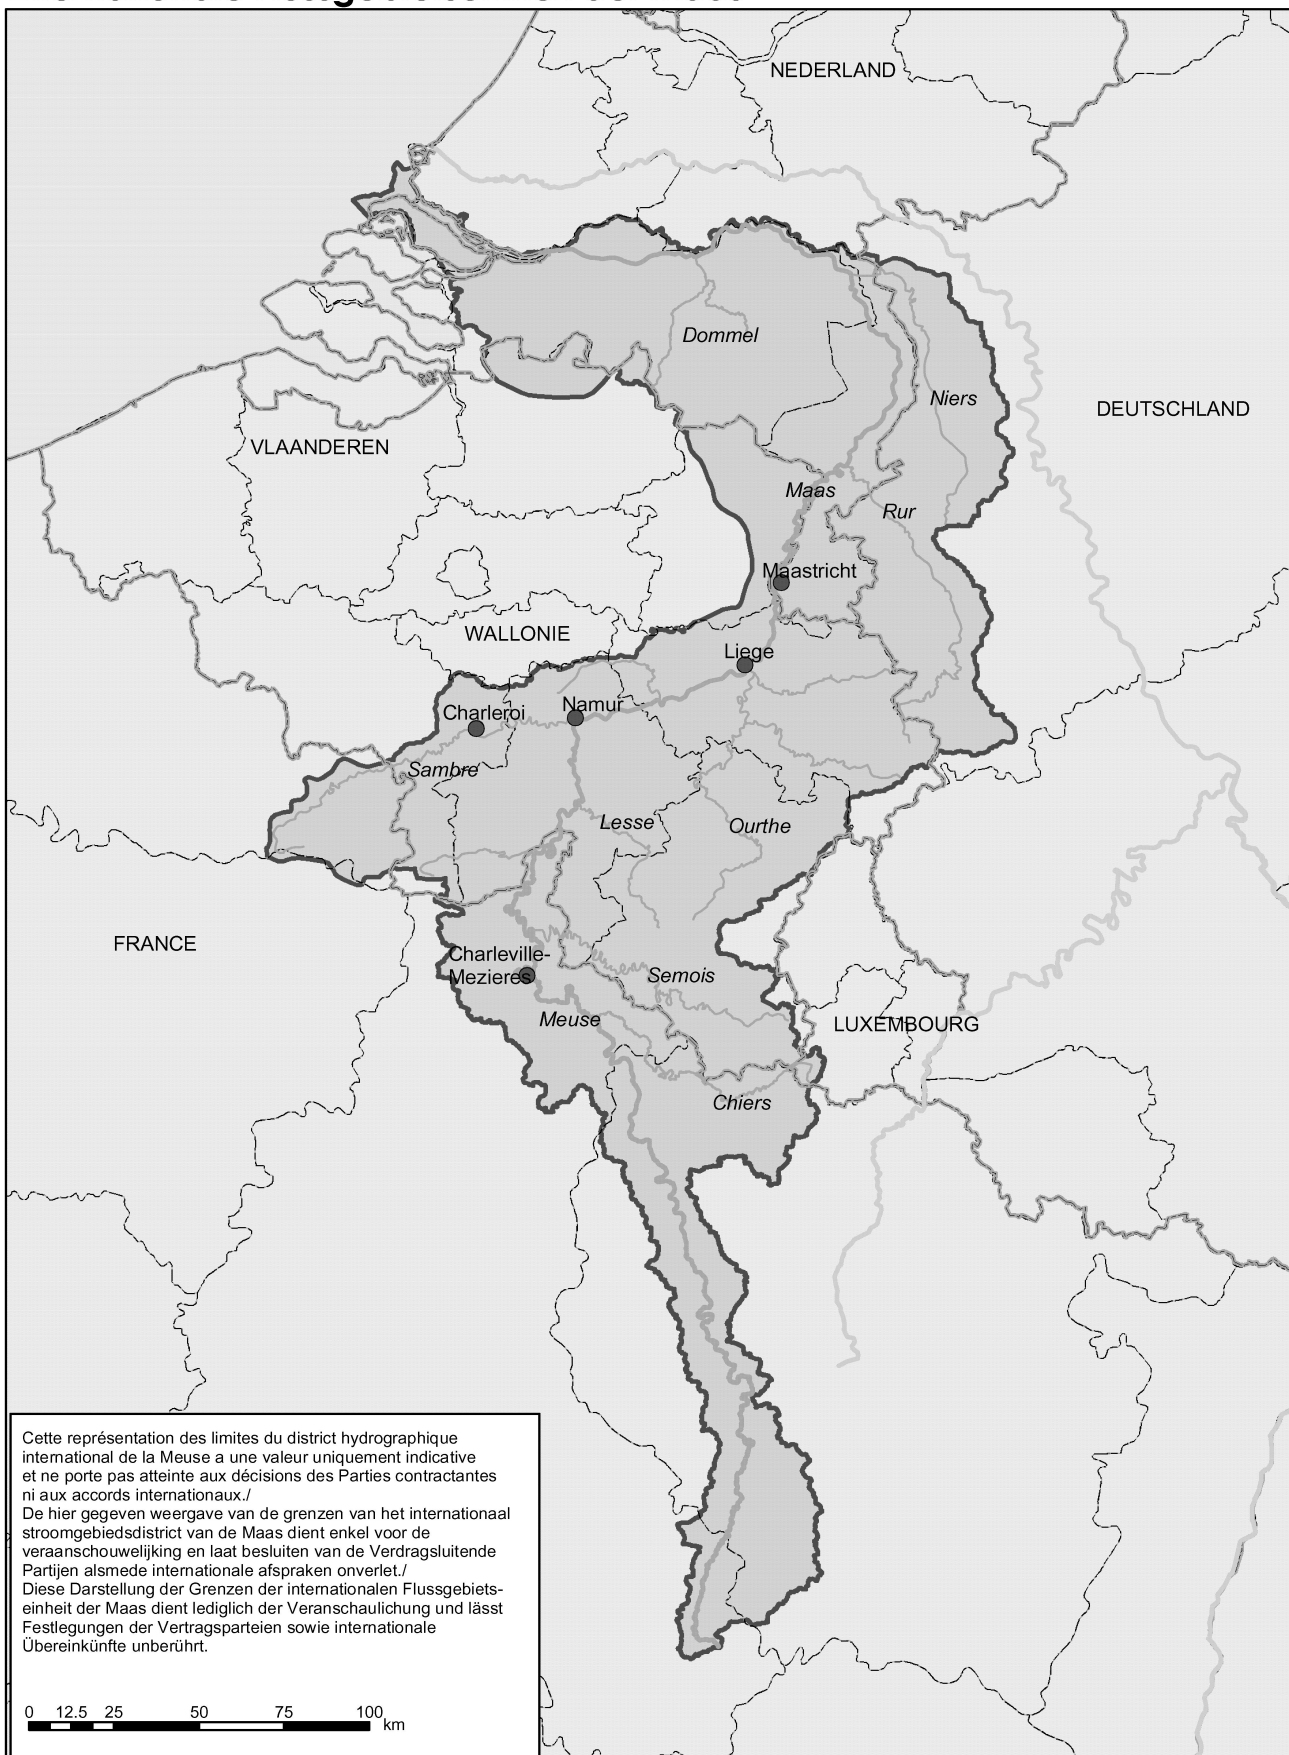 NEDERLAND
Dommel
Niers
DEUTSCHLAND
VLAANDEREN
Maas
Rur
Maastricht
WALLONIE
Liege
Namur
Charleroi
Sambre
Lesse
Ourthe
FRANCE
Charleville-
Mezieres
Semois
Meuse
LUXEMBOURG
Chiers
Cette représentation des limites du district hydrographique
international de la Meuse a une valeur uniquement indicative
et ne porte pas atteinte aux décisions des Parties contractantes
ni aux accords internationaux./
De hier gegeven weergave van de grenzen van het internationaal
stroomgebiedsdistrict van de Maas dient enkel voor de
veraanschouwelijking en laat besluiten van de Verdragsluitende
Partijen alsmede internationale afspraken onverlet./
Diese Darstellung der Grenzen der internationalen Flussgebiets-
einheit der Maas dient lediglich der Veranschaulichung und lässt
Festlegungen der Vertragsparteien sowie internationale
Übereinkünfte unberührt.
0 12.5 25 50 75 100
km